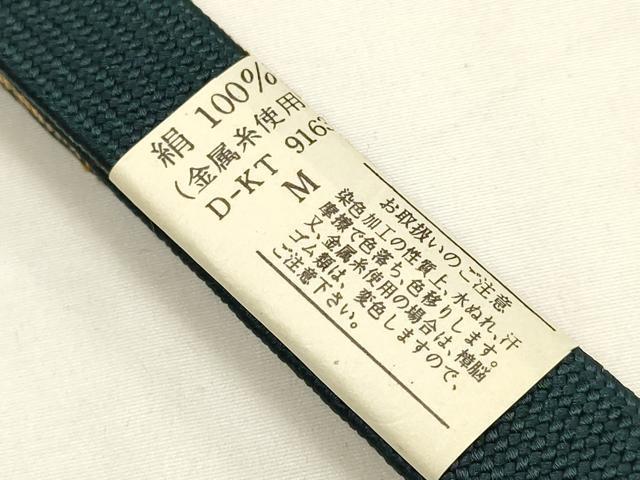 絹 100%
(金属糸使用
D-KT 9163
M
お取扱いのご注意
染色加工の性質上、水ぬれ、汗
摩擦で色落ち、色移りします。
又、金属糸使用の場合は、樟脳
ゴム類は、変色しますので、
ご注意下さい。